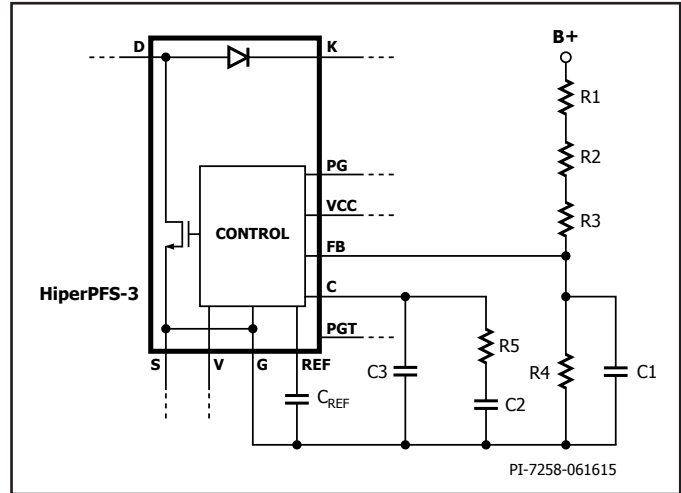 D
K
B+
R1
R2
R3
PG
VCC
FB
C
PGT
CONTROL
HiperPFS-3
S
V
G
REF
CREF
C3
R5
C2
R4
C1
PI-7258-061615